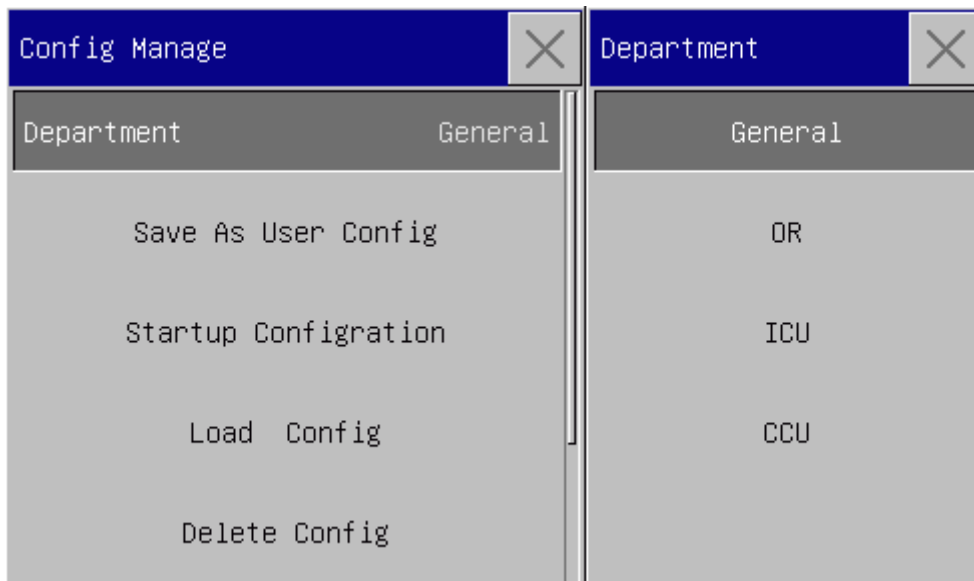 Config Manage
Department General
Save As User Config
Startup Configration
Load Config
Delete Config
Department
General
OR
ICU
CCU